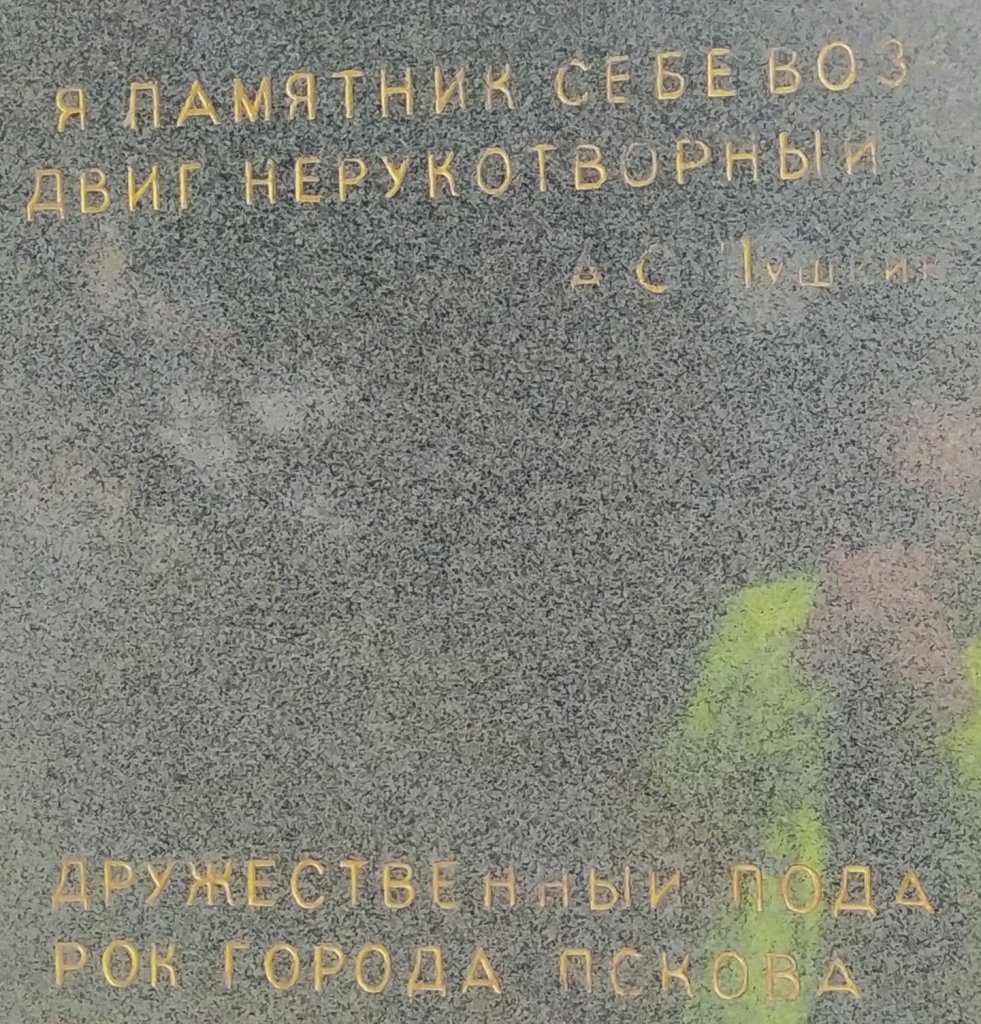 Я ПАМЯТНИК СЕБЕ ВОЗ
ДВИГ НЕРУКОТВОРНЫЙ
А С Пушкин
ДРУЖЕСТВЕННЫЙ ПОДА
РОК ГОРОДА ПСКОВА